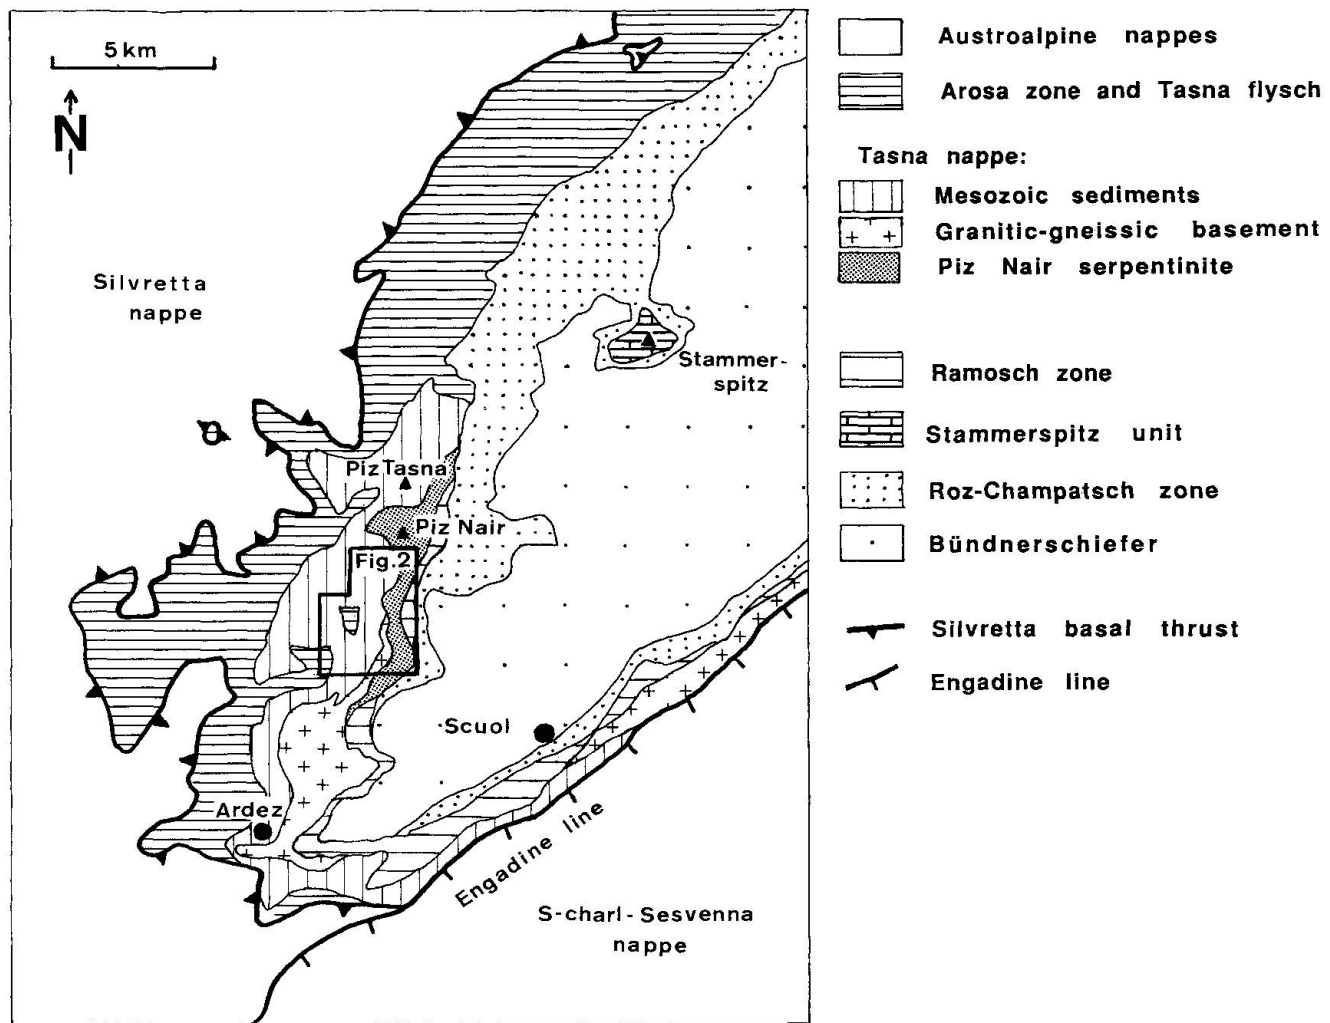 5 km
N
Silvretta
nappe
Stammer-
spitz
Piz Tasna
Piz Nair
Fig.2
Scuol
Ardez
Engadine line
S-charl-Sesvenna
nappe
Austroalpine nappes
Arosa zone and Tasna flysch
Tasna nappe:
Mesozoic sediments
Granitic-gneissic basement
Piz Nair serpentinite
Ramosch zone
Stammerspitz unit
Roz-Champatsch zone
Bündnerschiefer
Silvretta basal thrust
Engadine line